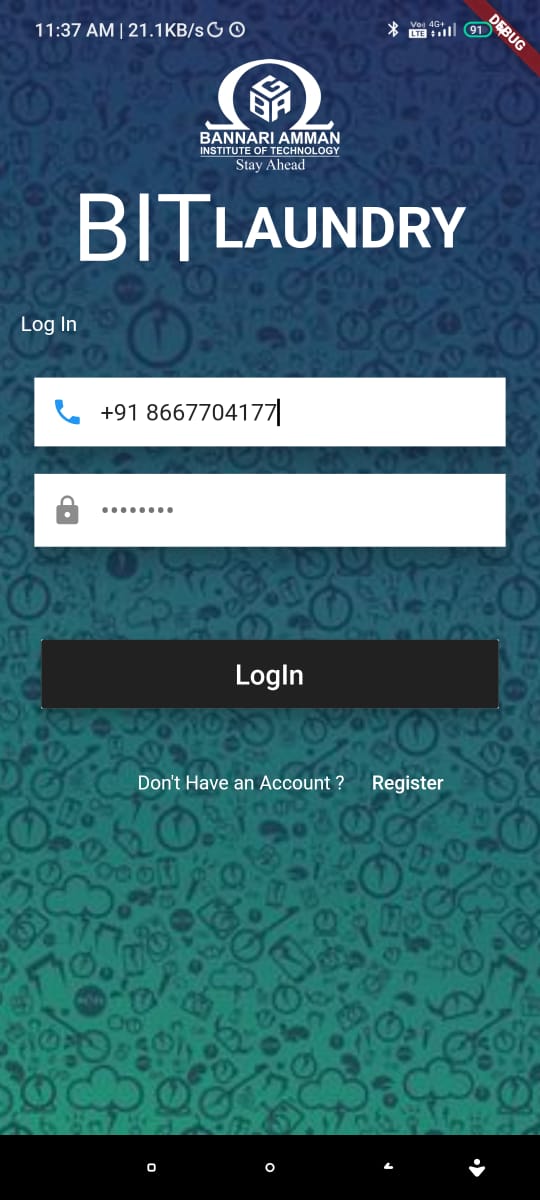 11:37 AM | 21.1KB/s
Vo) 4G+
LTE
91
DEBUG
GBA
BANNARI AMMAN
INSTITUTE OF TECHNOLOGY
Stay Ahead
BIT LAUNDRY
Log In
+91 8667704177
••••••••
LogIn
Don't Have an Account ? Register